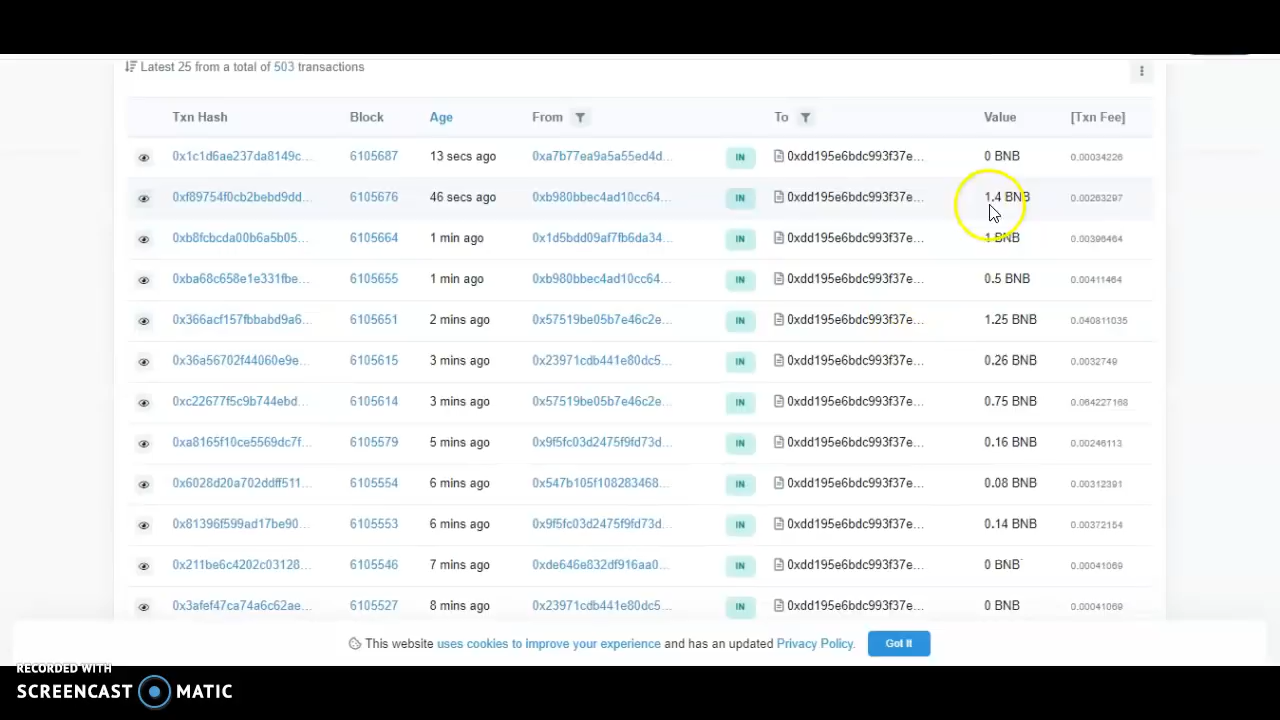 Latest 25 from a total of 503 transactions
Txn Hash Block Age From To Value [Txn Fee]
0x1c1d6ae237da8149c... 6105687 13 secs ago 0xa7b77ea9a5a55ed4d... IN 0xdd195e6bdc993f37e... 0 BNB 0.00034226
0xf89754f0cb2bebd9dd... 6105676 46 secs ago 0xb980bbec4ad10cc64... IN 0xdd195e6bdc993f37e... 1.4 BNB 0.00263297
0xb8fcbcda00b6a5b05... 6105664 1 min ago 0x1d5bdd09af7fb6da34... IN 0xdd195e6bdc993f37e... 1 BNB 0.00396464
0xba68c658e1e331fbe... 6105655 1 min ago 0xb980bbec4ad10cc64... IN 0xdd195e6bdc993f37e... 0.5 BNB 0.00411464
0x366acf157fbbabd9a6... 6105651 2 mins ago 0x57519be05b7e46c2e... IN 0xdd195e6bdc993f37e... 1.25 BNB 0.040811035
0x36a56702f44060e9e... 6105615 3 mins ago 0x23971cdb441e80dc5... IN 0xdd195e6bdc993f37e... 0.26 BNB 0.0032749
0xc22677f5c9b744ebd... 6105614 3 mins ago 0x57519be05b7e46c2e... IN 0xdd195e6bdc993f37e... 0.75 BNB 0.064227168
0xa8165f10ce5569dc7f... 6105579 5 mins ago 0x9f5fc03d2475f9fd73d... IN 0xdd195e6bdc993f37e... 0.16 BNB 0.00246113
0x6028d20a702ddff511... 6105554 6 mins ago 0x547b105f108283468... IN 0xdd195e6bdc993f37e... 0.08 BNB 0.00312391
0x81396f599ad17be90... 6105553 6 mins ago 0x9f5fc03d2475f9fd73d... IN 0xdd195e6bdc993f37e... 0.14 BNB 0.00372154
0x211be6c4202c03128... 6105546 7 mins ago 0xde646e832df916aa0... IN 0xdd195e6bdc993f37e... 0 BNB 0.00041069
0x3afef47ca74a6c62ae... 6105527 8 mins ago 0x23971cdb441e80dc5... IN 0xdd195e6bdc993f37e... 0 BNB 0.00041069
This website uses cookies to improve your experience and has an updated Privacy Policy. Got It
RECORDED WITH
SCREENCAST MATIC